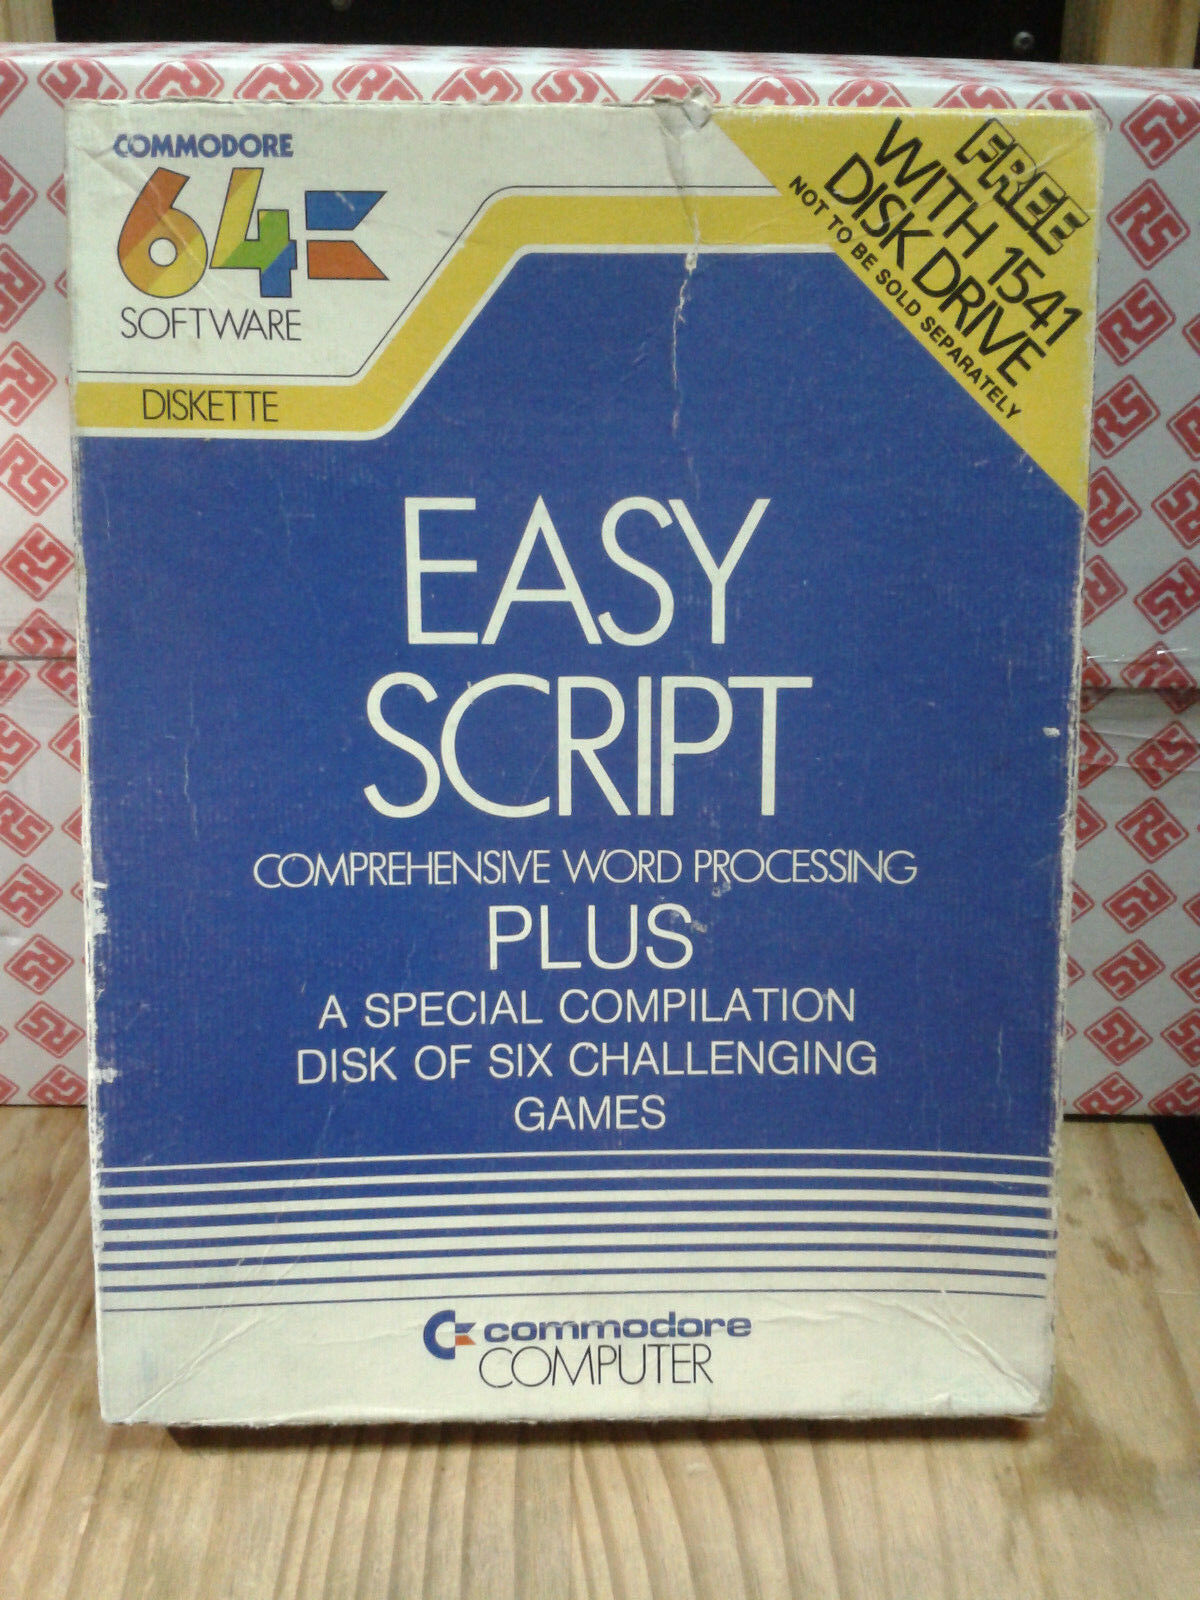 COMMODORE
64
SOFTWARE
DISKETTE
FREE
WITH 1541
DISK DRIVE
NOT TO BE SOLD SEPARATELY
EASY
SCRIPT
COMPREHENSIVE WORD PROCESSING
PLUS
A SPECIAL COMPILATION
DISK OF SIX CHALLENGING
GAMES
commodore
COMPUTER
RS